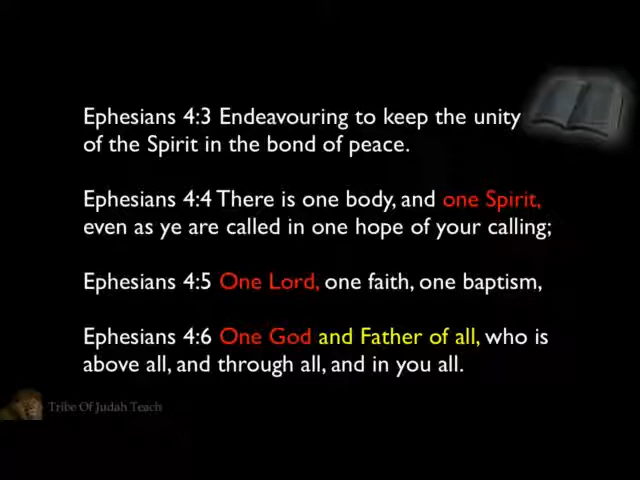 Ephesians 4:3 Endeavouring to keep the unity
of the Spirit in the bond of peace.
Ephesians 4:4 There is one body, and one Spirit,
even as ye are called in one hope of your calling;
Ephesians 4:5 One Lord, one faith, one baptism,
Ephesians 4:6 One God and Father of all, who is
above all, and through all, and in you all.
Tribe Of Judah Teach